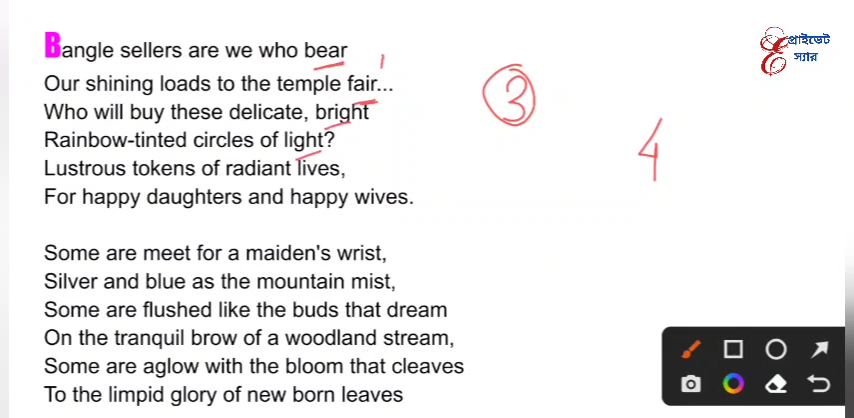 Bangle sellers are we who bear
Our shining loads to the temple fair...
Who will buy these delicate, bright
Rainbow-tinted circles of light?
Lustrous tokens of radiant lives,
For happy daughters and happy wives.
Some are meet for a maiden's wrist,
Silver and blue as the mountain mist,
Some are flushed like the buds that dream
On the tranquil brow of a woodland stream,
Some are aglow with the bloom that cleaves
To the limpid glory of new born leaves
3
4
প্রাইভেট
স্যার